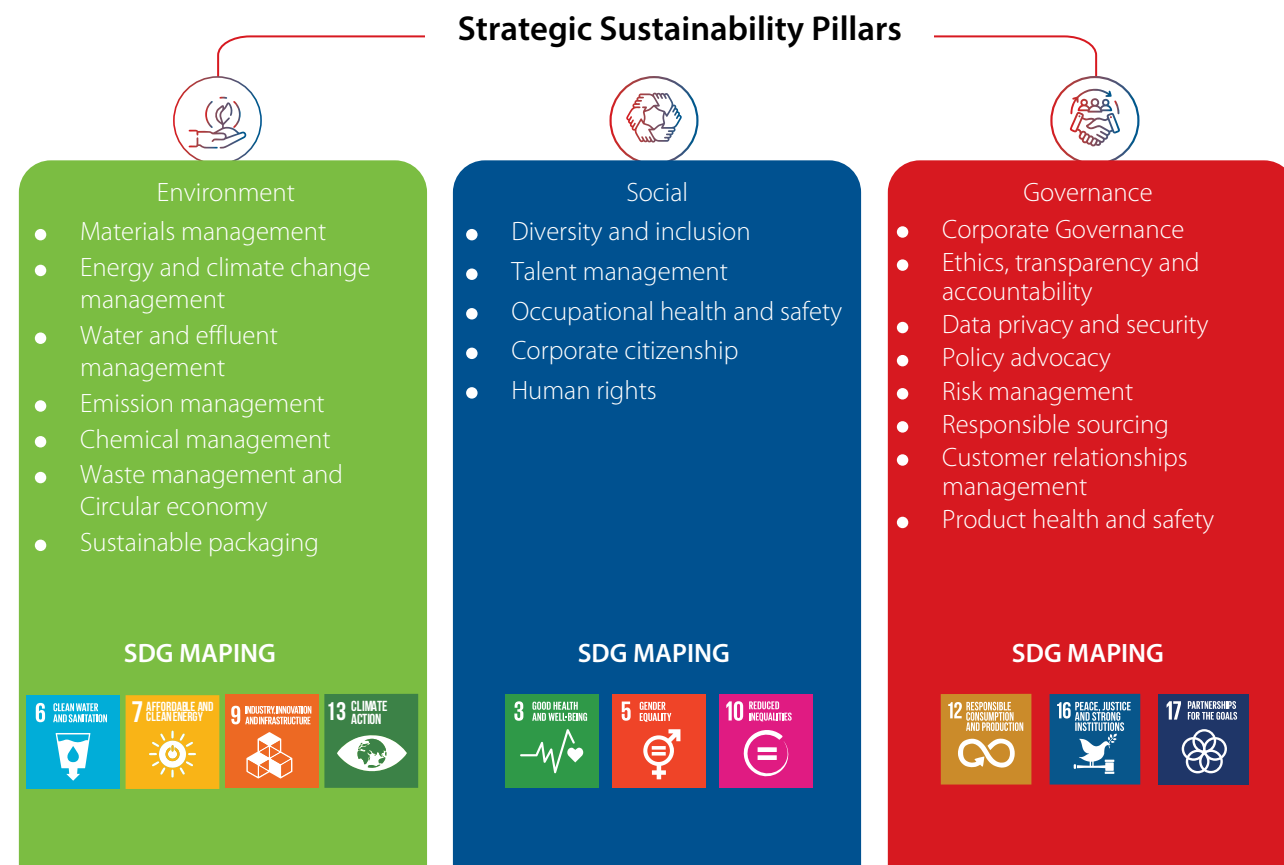 Strategic Sustainability Pillars
Environment
● Materials management
● Energy and climate change
management
● Water and effluent
management
● Emission management
● Chemical management
● Waste management and
Circular economy
● Sustainable packaging
SDG MAPING
6 CLEAN WATER
AND SANITATION
7 AFFORDABLE AND
CLEAN ENERGY
9 INDUSTRY, INNOVATION
AND INFRASTRUCTURE
13 CLIMATE
ACTION
Social
● Diversity and inclusion
● Talent management
● Occupational health and safety
● Corporate citizenship
● Human rights
SDG MAPING
3 GOOD HEALTH
AND WELL-BEING
5 GENDER
EQUALITY
10 REDUCED
INEQUALITIES
Governance
● Corporate Governance
● Ethics, transparency and
accountability
● Data privacy and security
● Policy advocacy
● Risk management
● Responsible sourcing
● Customer relationships
management
● Product health and safety
SDG MAPING
12 RESPONSIBLE
CONSUMPTION
AND PRODUCTION
16 PEACE, JUSTICE
AND STRONG
INSTITUTIONS
17 PARTNERSHIPS
FOR THE GOALS